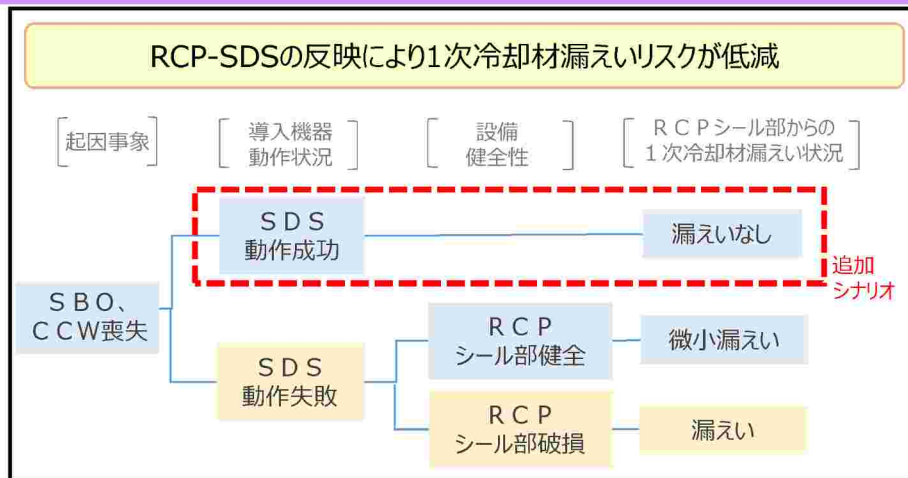 RCP-SDSの反映により1次冷却材漏えいリスクが低減
起因事象
導入機器
動作状況
設備
健全性
ＲＣＰシール部からの
１次冷却材漏えい状況
ＳＤＳ
動作成功
漏えいなし
追加
シナリオ
ＳＢＯ、
ＣＣＷ喪失
ＲＣＰ
シール部健全
微小漏えい
ＳＤＳ
動作失敗
ＲＣＰ
シール部破損
漏えい